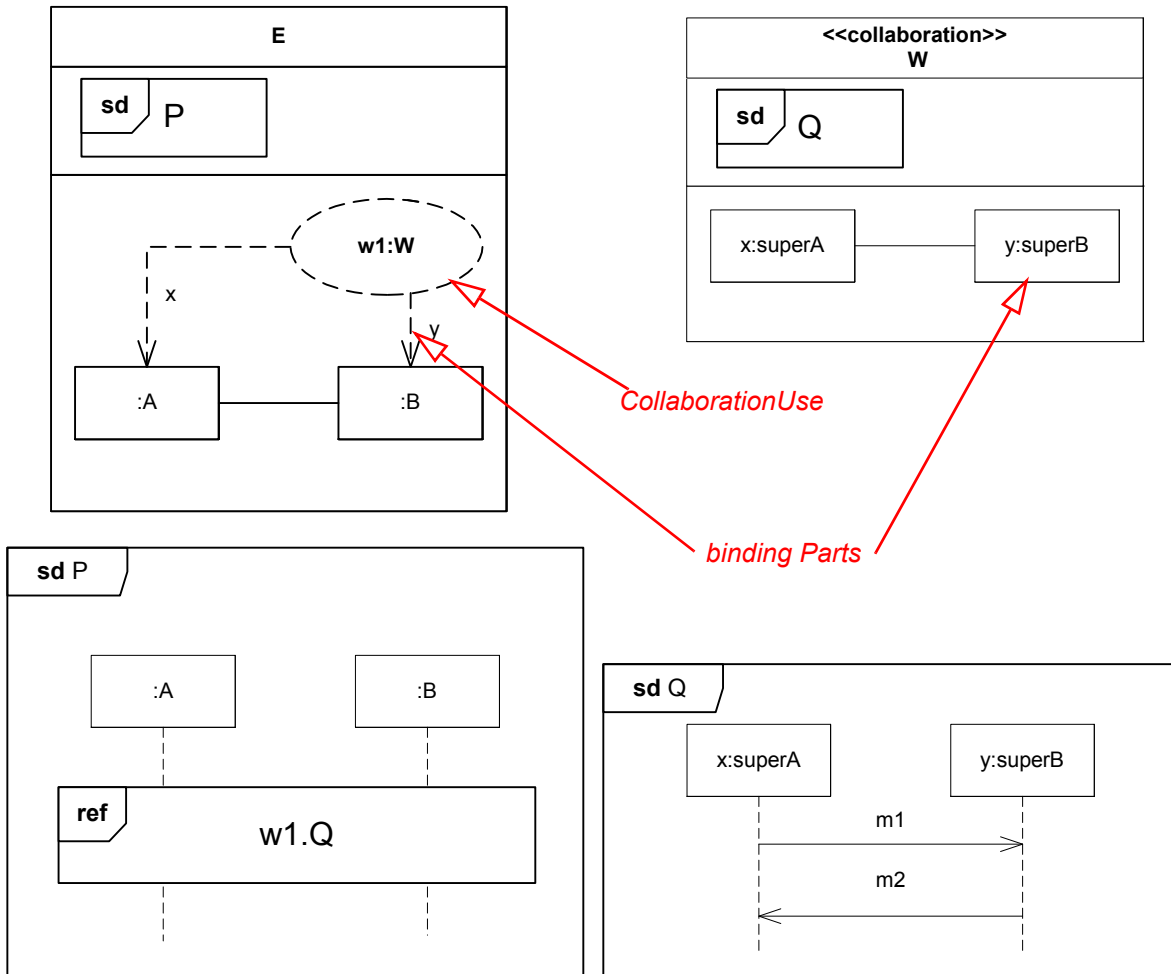 E
sd P
w1:W
x
y
:A
:B
<<collaboration>>
W
sd Q
x:superA
y:superB
CollaborationUse
binding Parts
sd P
:A
:B
ref
w1.Q
sd Q
x:superA
y:superB
m1
m2